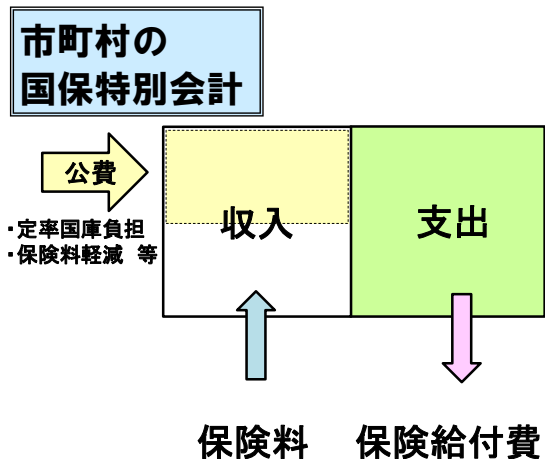 市町村の
国保特別会計
公費
・定率国庫負担
・保険料軽減 等
収入
支出
保険料
保険給付費